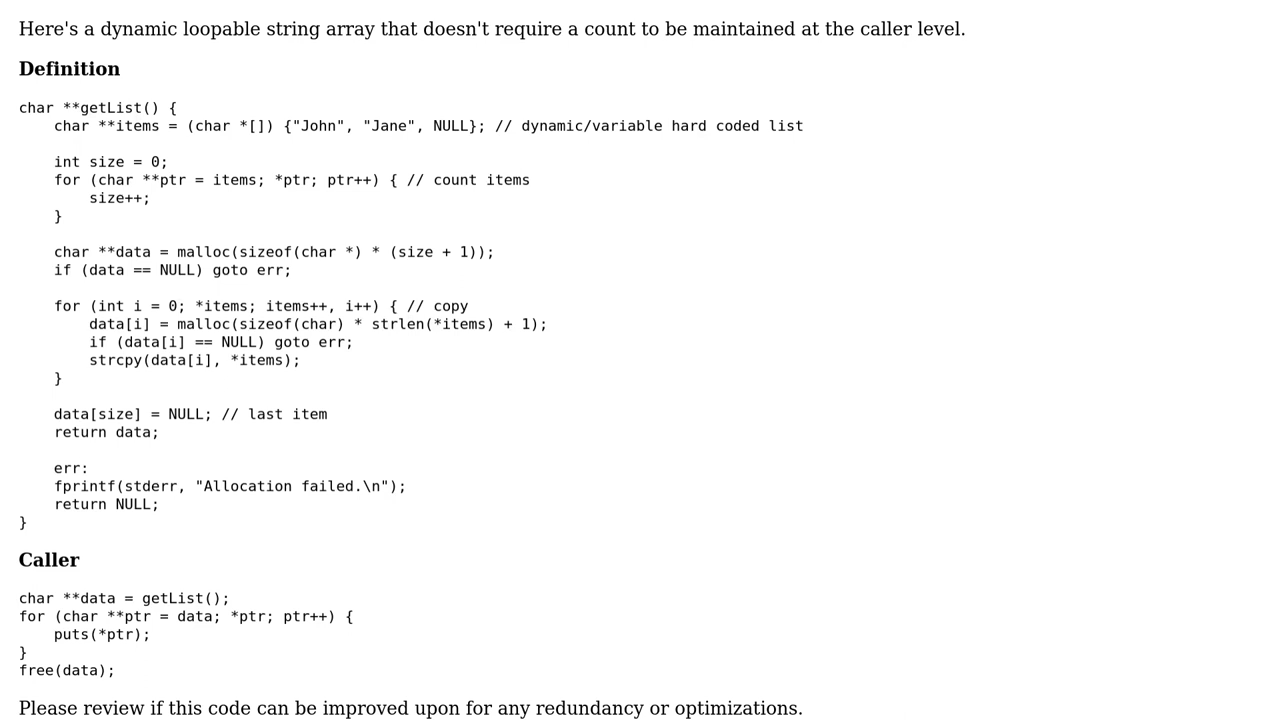 Here's a dynamic loopable string array that doesn't require a count to be maintained at the caller level.
Definition
char **getList() {
    char **items = (char *[]) {"John", "Jane", NULL}; // dynamic/variable hard coded list

    int size = 0;
    for (char **ptr = items; *ptr; ptr++) { // count items
        size++;
    }

    char **data = malloc(sizeof(char *) * (size + 1));
    if (data == NULL) goto err;

    for (int i = 0; *items; items++, i++) { // copy
        data[i] = malloc(sizeof(char) * strlen(*items) + 1);
        if (data[i] == NULL) goto err;
        strcpy(data[i], *items);
    }

    data[size] = NULL; // last item
    return data;

    err:
    fprintf(stderr, "Allocation failed.\n");
    return NULL;
}
Caller
char **data = getList();
for (char **ptr = data; *ptr; ptr++) {
    puts(*ptr);
}
free(data);
Please review if this code can be improved upon for any redundancy or optimizations.